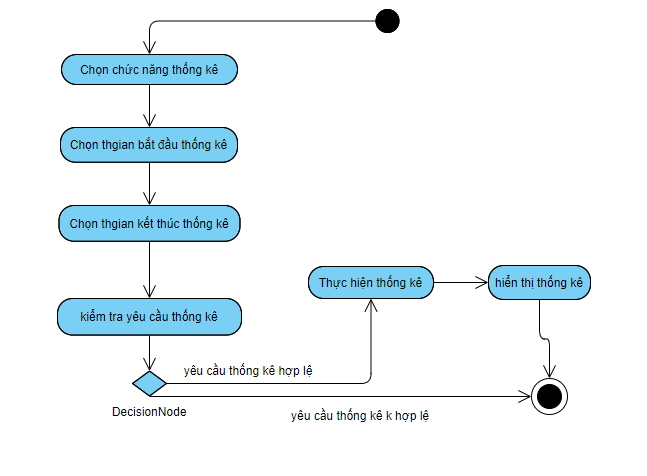 Chọn chức năng thống kê
Chọn thgian bắt đầu thống kê
Chọn thgian kết thúc thống kê
Thực hiện thống kê
hiển thị thống kê
kiểm tra yêu cầu thống kê
yêu cầu thống kê hợp lệ
DecisionNode
yêu cầu thống kê k hợp lệ